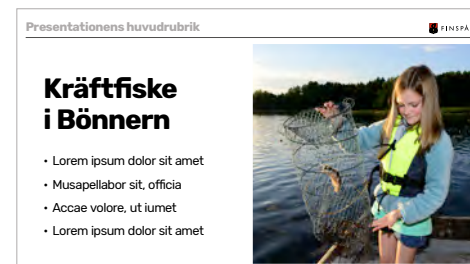 Presentationens huvudrubrik
FINSPÅ
Kräftfiske
i Bönnern
• Lorem ipsum dolor sit amet
• Musapellabor sit, officia
• Accae volore, ut iumet
• Lorem ipsum dolor sit amet